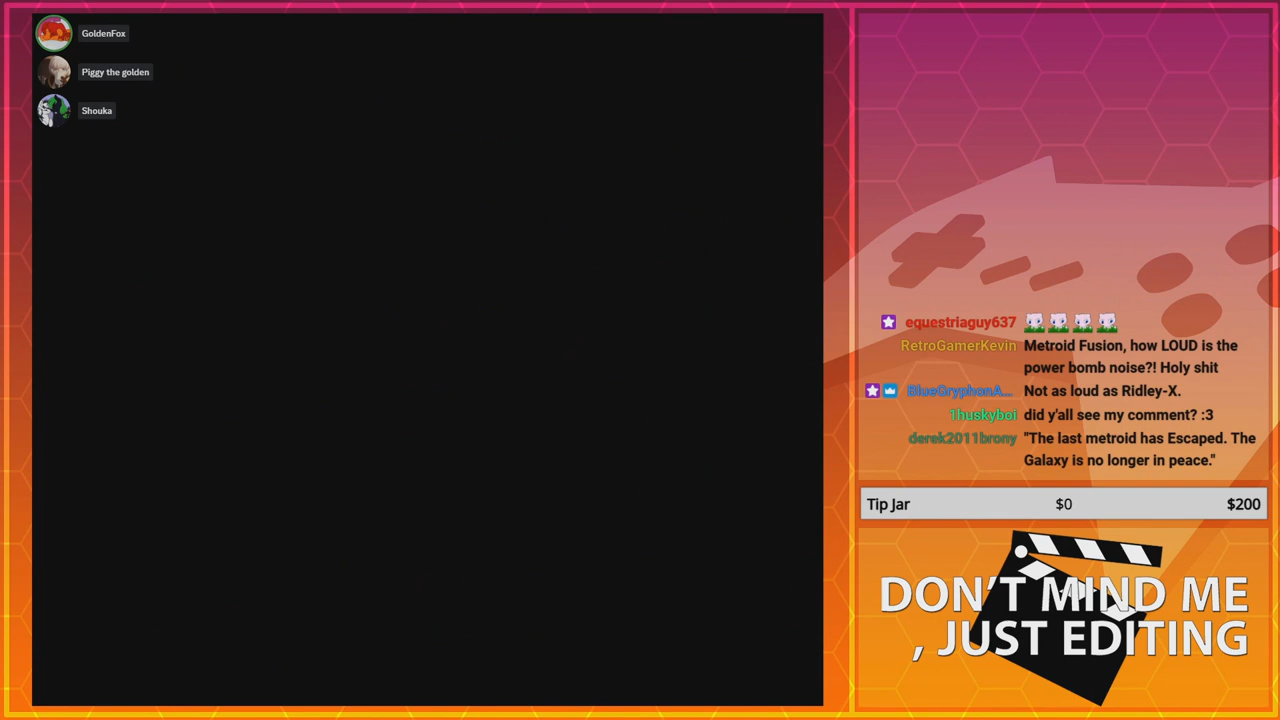 GoldenFox
Piggy the golden
Shouka
equestriaguy637
RetroGamerKevin Metroid Fusion, how LOUD is the
power bomb noise?! Holy shit
BlueGryphonA... Not as loud as Ridley-X.
1huskyboi did y'all see my comment? :3
derek2011brony "The last metroid has Escaped. The
Galaxy is no longer in peace."
Tip Jar $0 $200
DON'T MIND ME
, JUST EDITING